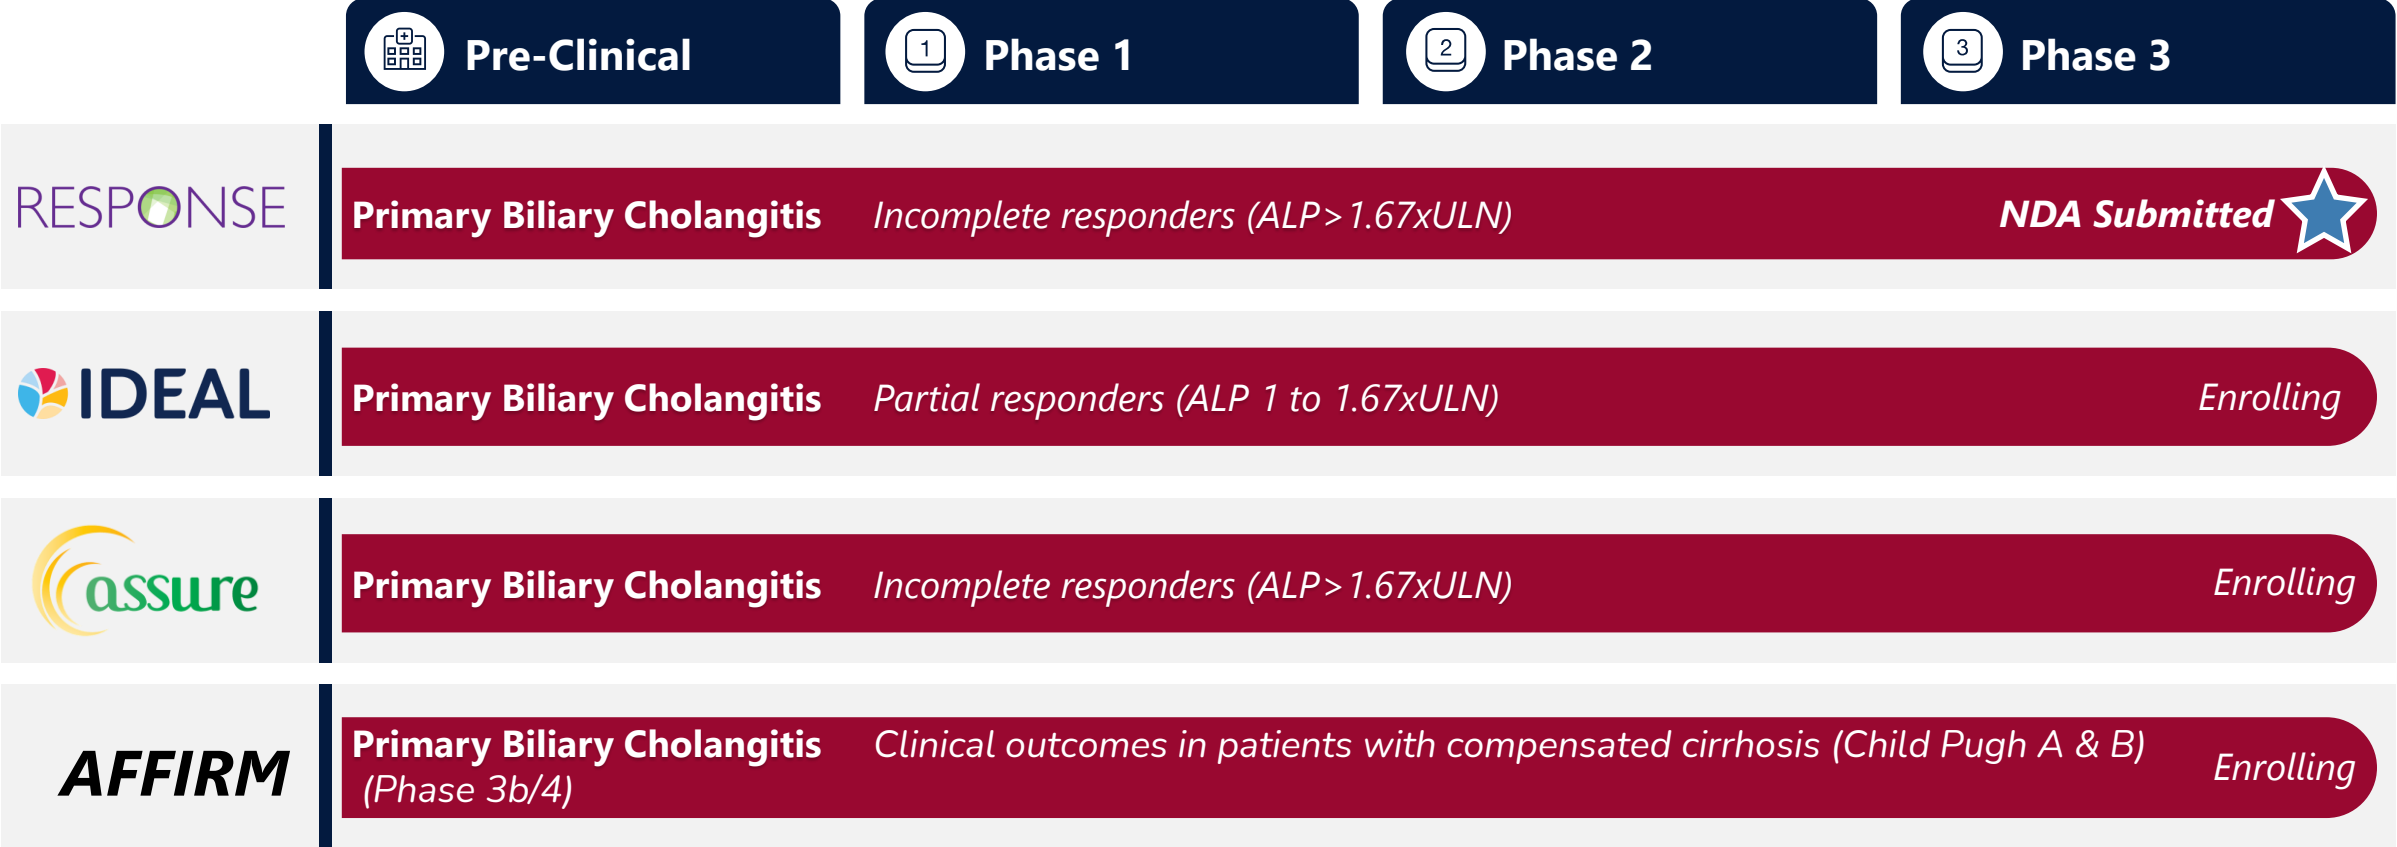 Pre-Clinical
1 Phase 1
2 Phase 2
3 Phase 3
RESPONSE
Primary Biliary Cholangitis Incomplete responders (ALP>1.67xULN) NDA Submitted
IDEAL
Primary Biliary Cholangitis Partial responders (ALP 1 to 1.67xULN) Enrolling
assure
Primary Biliary Cholangitis Incomplete responders (ALP>1.67xULN) Enrolling
AFFIRM
Primary Biliary Cholangitis Clinical outcomes in patients with compensated cirrhosis (Child Pugh A & B) Enrolling
(Phase 3b/4)